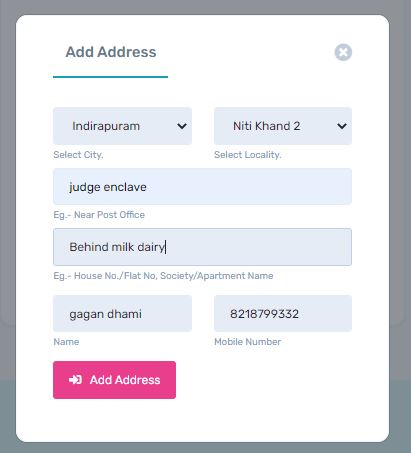 Add Address
Indirapuram
Niti Khand 2
Select City.
Select Locality.
judge enclave
Eg.- Near Post Office
Behind milk dairy
Eg.- House No./Flat No, Society/Apartment Name
gagan dhami
8218799332
Name
Mobile Number
Add Address